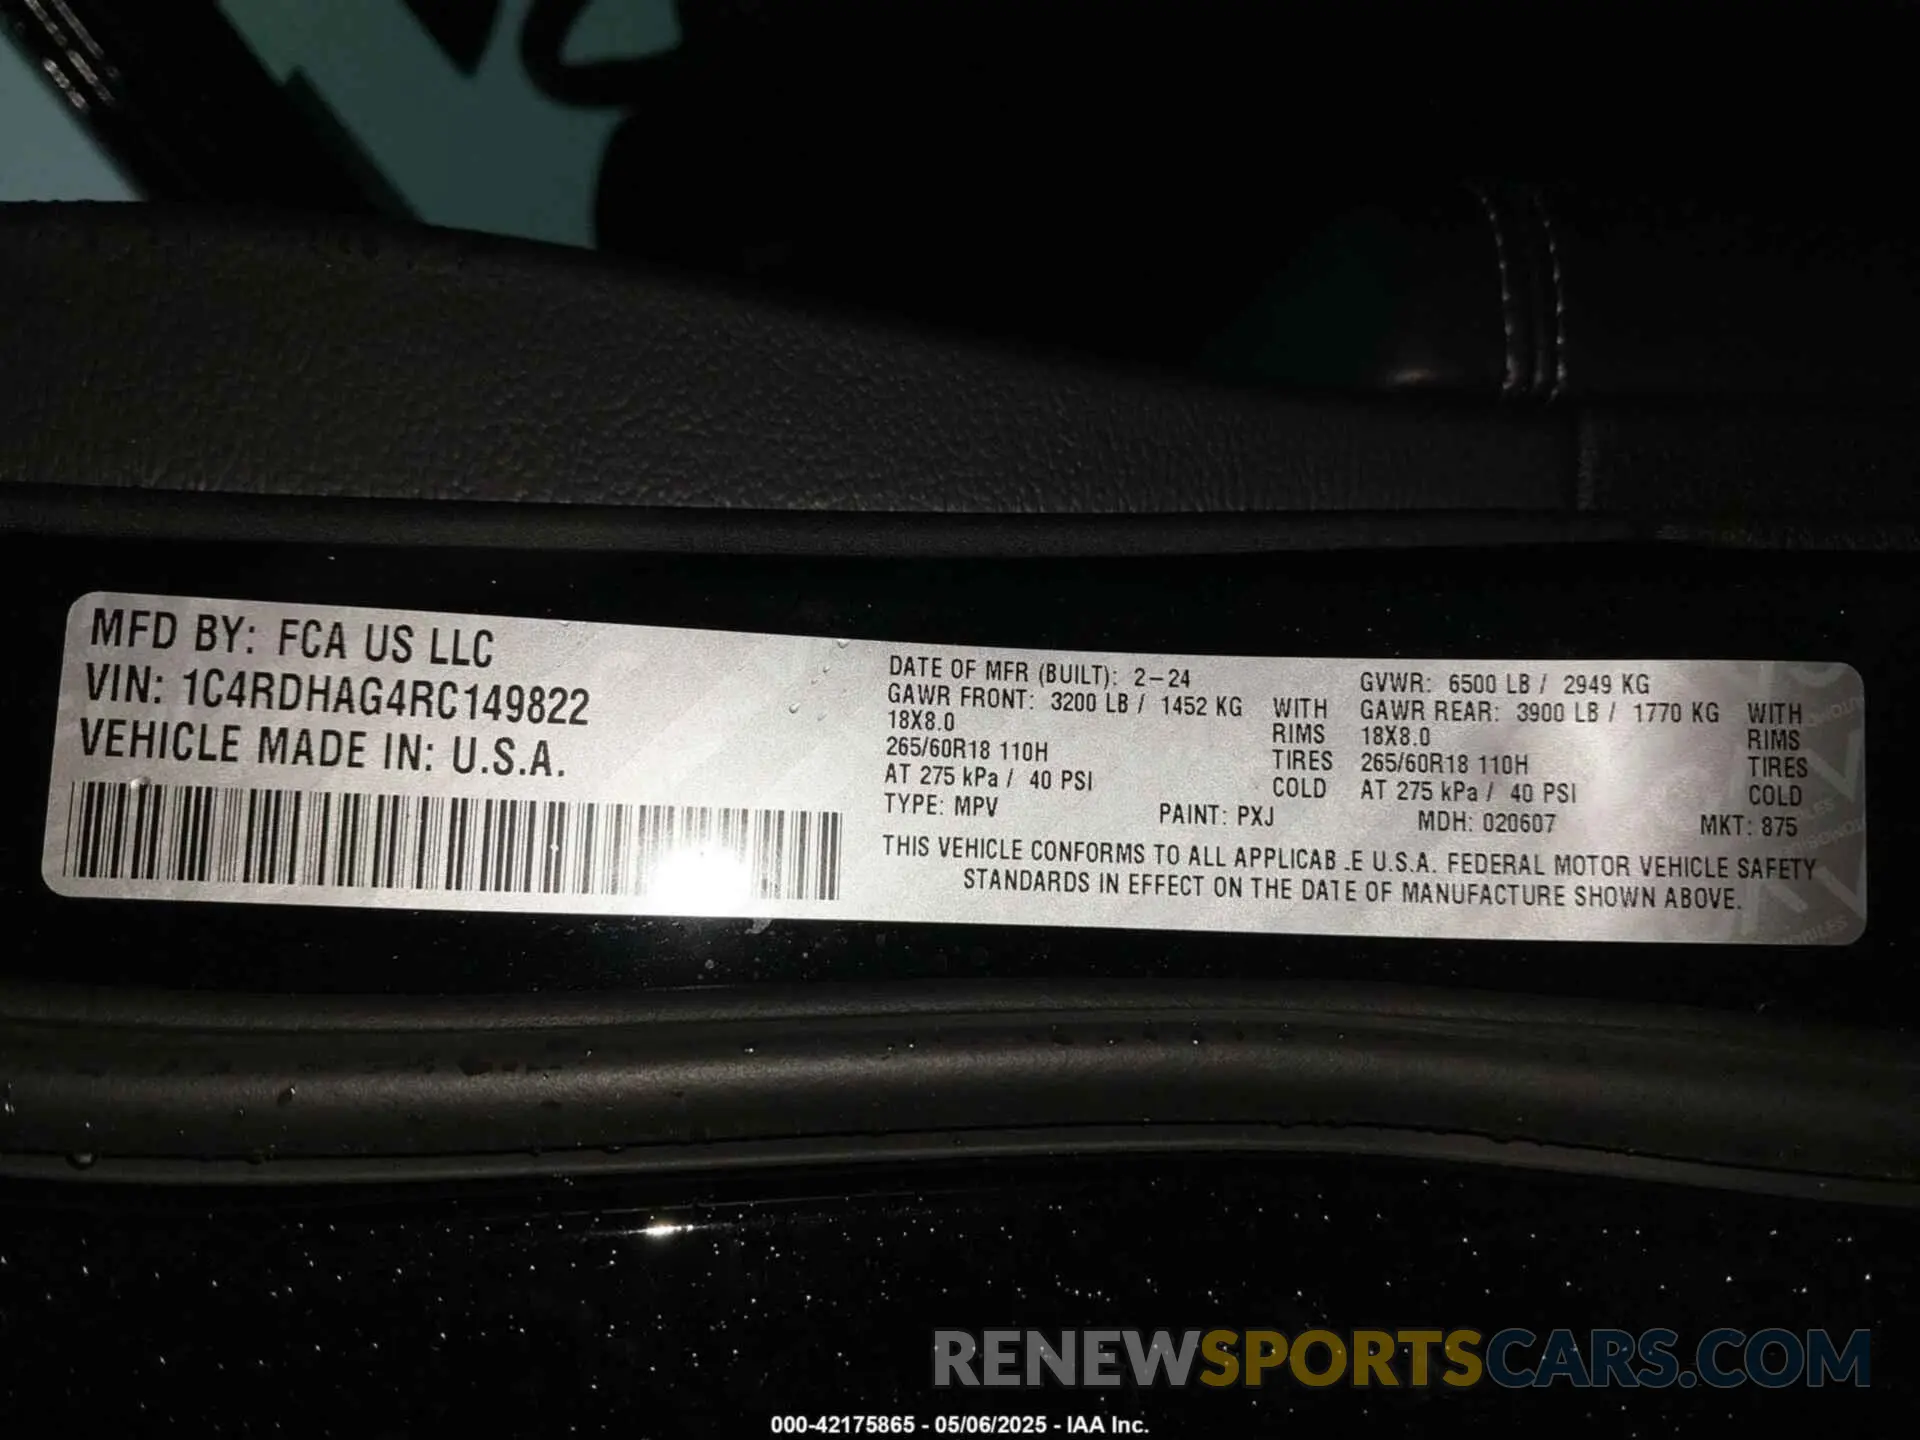 MFD BY: FCA US LLC
VIN: 1C4RDHAG4RC149822
VEHICLE MADE IN: U.S.A.
DATE OF MFR (BUILT): 2-24
GAWR FRONT: 3200 LB / 1452 KG WITH
18X8.0 RIMS
265/60R18 110H TIRES
AT 275 kPa / 40 PSI COLD
GVWR: 6500 LB / 2949 KG
GAWR REAR: 3900 LB / 1770 KG WITH
18X8.0 RIMS
265/60R18 110H TIRES
AT 275 kPa / 40 PSI COLD
TYPE: MPV PAINT: PXJ MDH: 020607 MKT: 875
THIS VEHICLE CONFORMS TO ALL APPLICAB.E U.S.A. FEDERAL MOTOR VEHICLE SAFETY
STANDARDS IN EFFECT ON THE DATE OF MANUFACTURE SHOWN ABOVE.
RENEWSPORTSCARS.COM
000-42175865 - 05/06/2025 - IAA Inc.